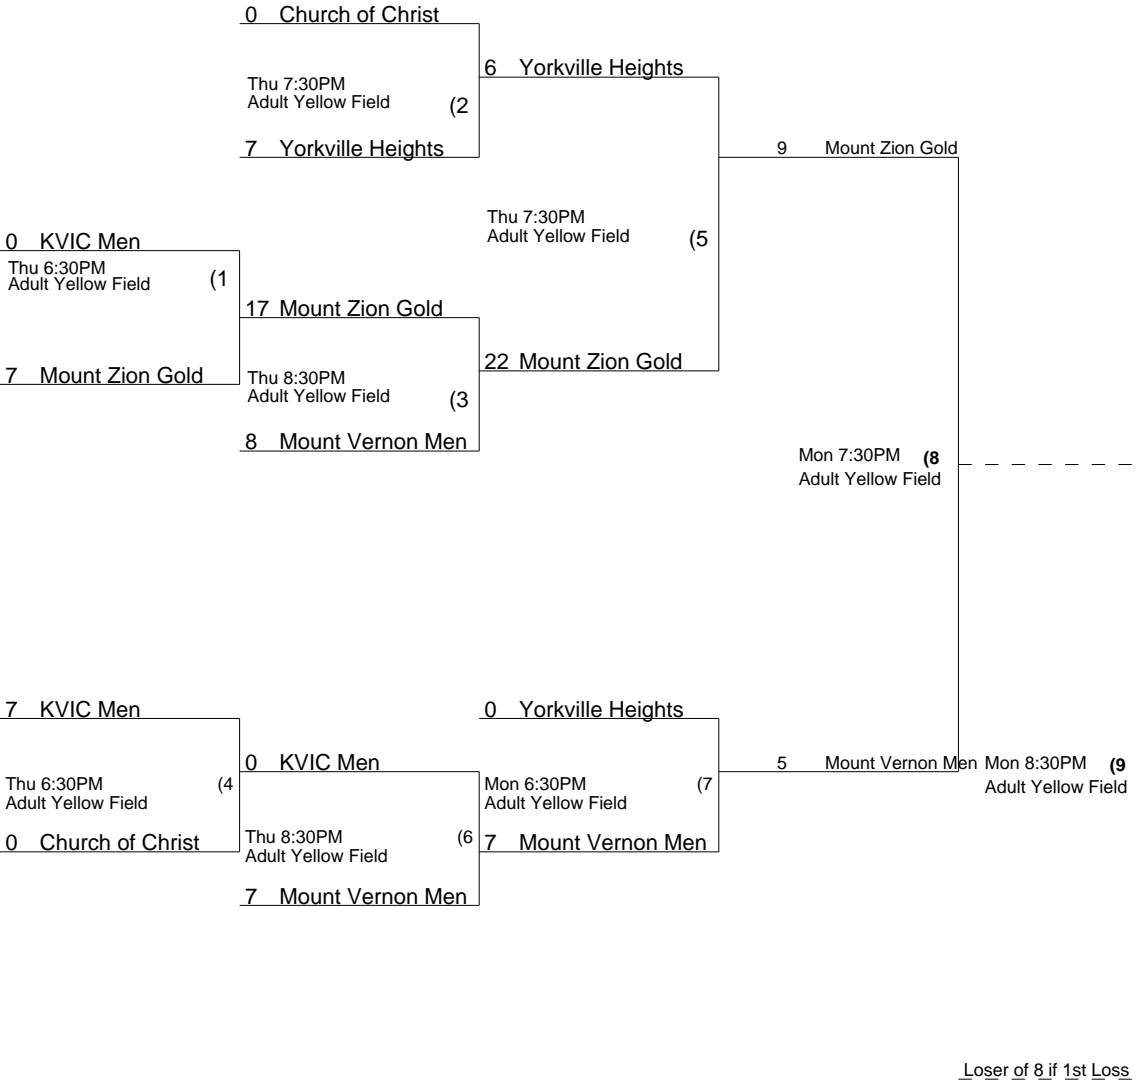 0 Church of Christ
6 Yorkville Heights
Thu 7:30PM
Adult Yellow Field (2
7 Yorkville Heights
9 Mount Zion Gold
Thu 7:30PM
Adult Yellow Field (5
0 KVIC Men
Thu 6:30PM
Adult Yellow Field (1
17 Mount Zion Gold
22 Mount Zion Gold
7 Mount Zion Gold
Thu 8:30PM
Adult Yellow Field (3
8 Mount Vernon Men
Mon 7:30PM (8
Adult Yellow Field
7 KVIC Men
0 Yorkville Heights
0 KVIC Men
5 Mount Vernon Men
Mon 8:30PM (9
Adult Yellow Field
Thu 6:30PM (4
Adult Yellow Field
Mon 6:30PM (7
Adult Yellow Field
0 Church of Christ
Thu 8:30PM (6
Adult Yellow Field
7 Mount Vernon Men
7 Mount Vernon Men
Loser of 8 if 1st Loss